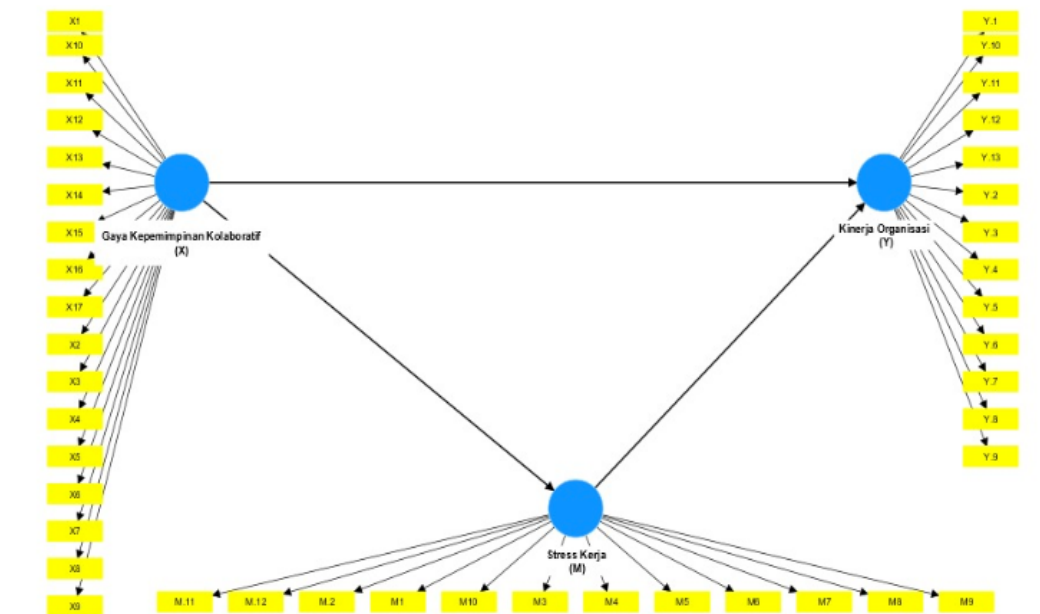 X1
X10
X11
X12
X13
X14
X15
X16
X17
X2
X3
X4
X5
X6
X7
X8
X9
Gaya Kepemimpinan Kolaboratif
(X)
Y.1
Y.10
Y.11
Y.12
Y.13
Y.2
Y.3
Y.4
Y.5
Y.6
Y.7
Y.8
Y.9
Kinerja Organisasi
(Y)
Stress Kerja
(M)
M.11
M.12
M.2
M1
M10
M3
M4
M5
M6
M7
M8
M9